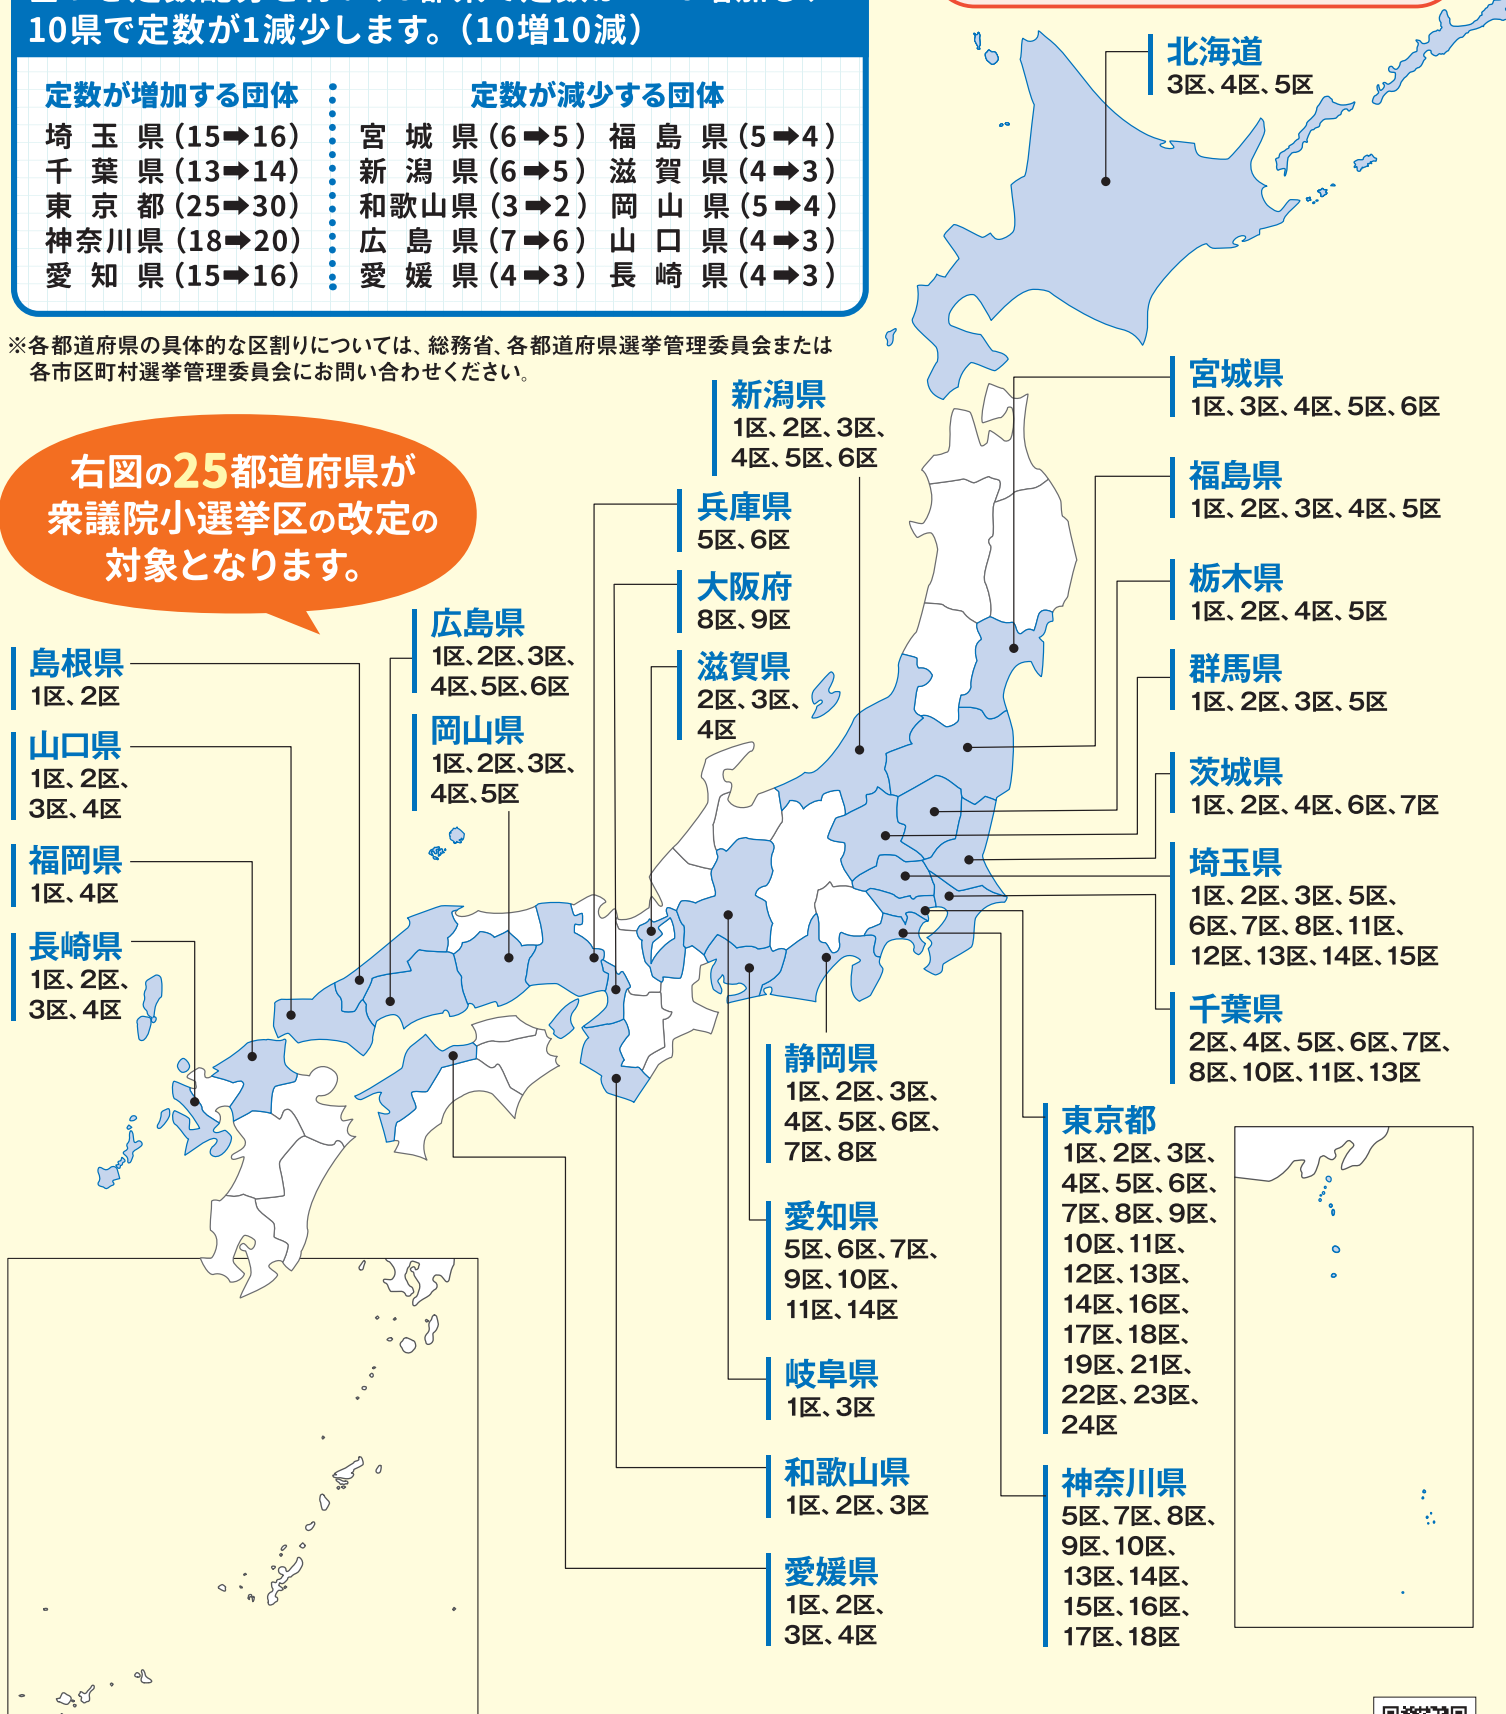 10県で定数が1減少します。（10増10減）
定数が増加する団体
埼玉県（15➡16）
千葉県（13➡14）
東京都（25➡30）
神奈川県（18➡20）
愛知県（15➡16）
定数が減少する団体
宮城県（6➡5） 福島県（5➡4）
新潟県（6➡5） 滋賀県（4➡3）
和歌山県（3➡2） 岡山県（5➡4）
広島県（7➡6） 山口県（4➡3）
愛媛県（4➡3） 長崎県（4➡3）
※各都道府県の具体的な区割りについては、総務省、各都道府県選挙管理委員会または
各市区町村選挙管理委員会にお問い合わせください。
右図の25都道府県が
衆議院小選挙区の改定の
対象となります。
北海道
3区、4区、5区
宮城県
1区、3区、4区、5区、6区
福島県
1区、2区、3区、4区、5区
栃木県
1区、2区、4区、5区
群馬県
1区、2区、3区、5区
茨城県
1区、2区、4区、6区、7区
埼玉県
1区、2区、3区、5区、
6区、7区、8区、11区、
12区、13区、14区、15区
千葉県
2区、4区、5区、6区、7区、
8区、10区、11区、13区
新潟県
1区、2区、3区、
4区、5区、6区
兵庫県
5区、6区
大阪府
8区、9区
滋賀県
2区、3区、
4区
広島県
1区、2区、3区、
4区、5区、6区
岡山県
1区、2区、3区、
4区、5区
島根県
1区、2区
山口県
1区、2区、
3区、4区
福岡県
1区、4区
長崎県
1区、2区、
3区、4区
静岡県
1区、2区、3区、
4区、5区、6区、
7区、8区
愛知県
5区、6区、7区、
9区、10区、
11区、14区
岐阜県
1区、3区
和歌山県
1区、2区、3区
愛媛県
1区、2区、
3区、4区
東京都
1区、2区、3区、
4区、5区、6区、
7区、8区、9区、
10区、11区、
12区、13区、
14区、16区、
17区、18区、
19区、21区、
22区、23区、
24区
神奈川県
5区、7区、8区、
9区、10区、
13区、14区、
15区、16区、
17区、18区